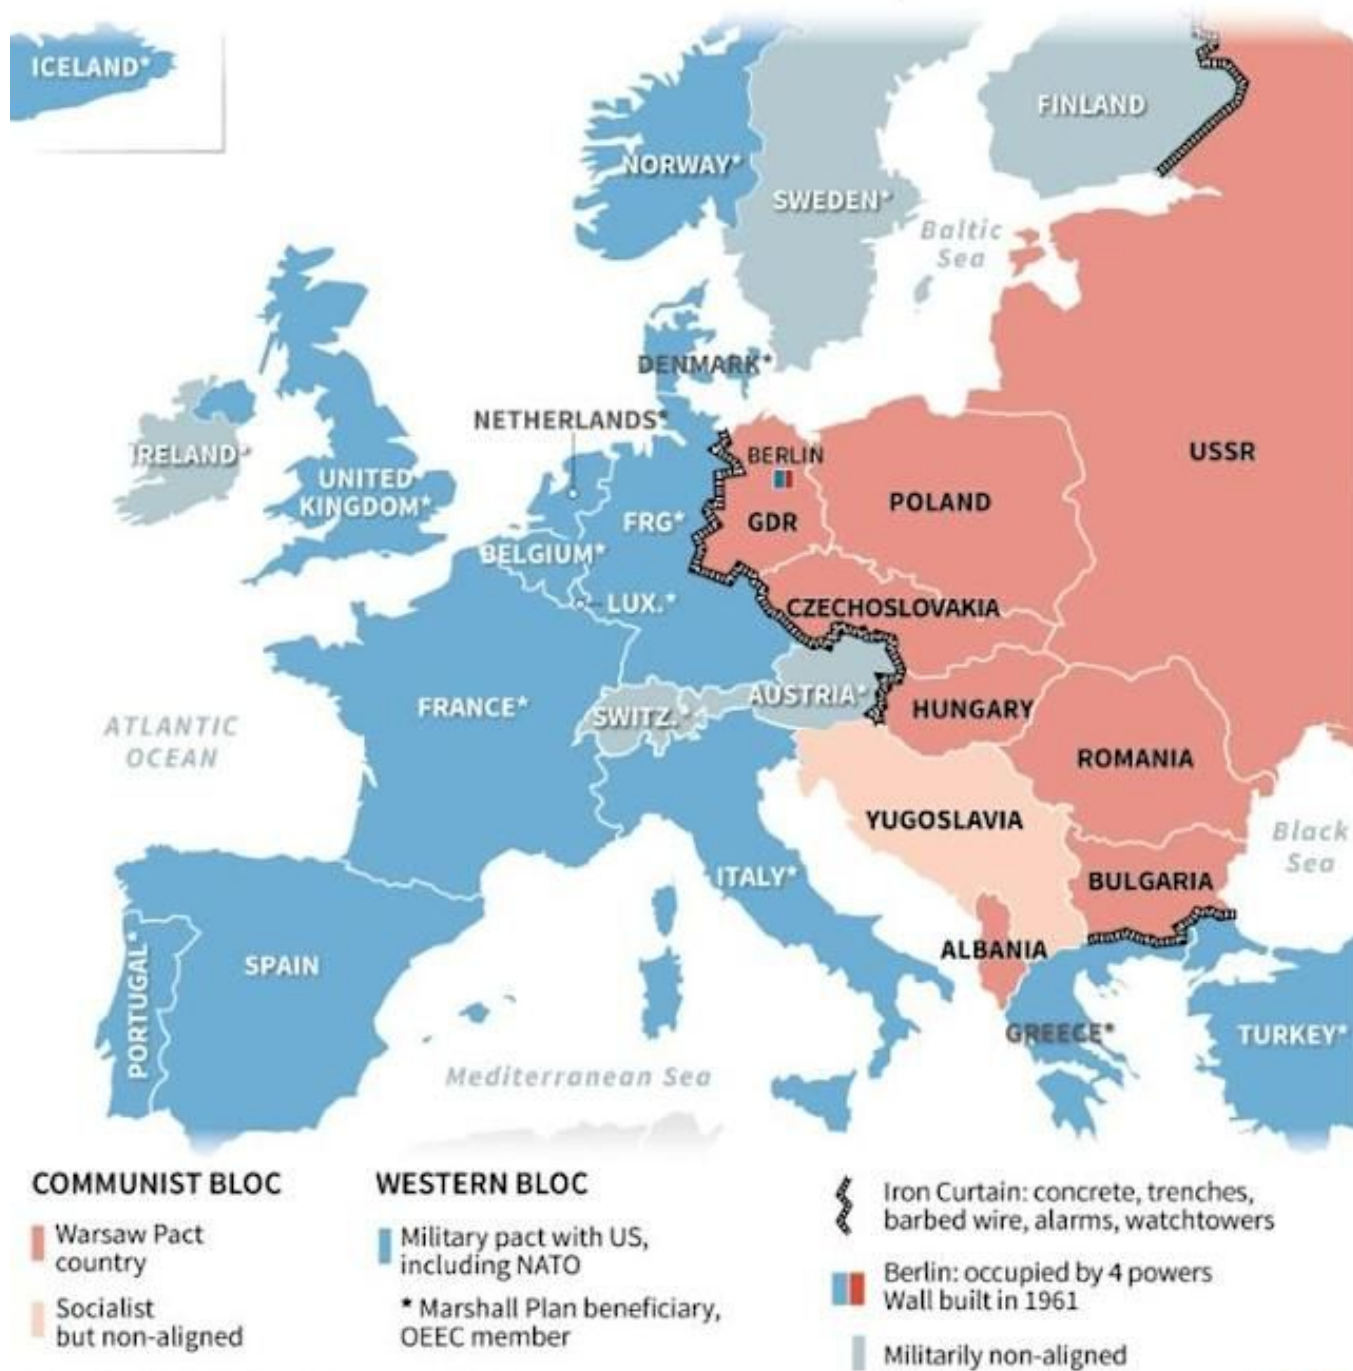 ICELAND*
NORWAY*
SWEDEN*
FINLAND
Baltic
Sea
DENMARK*
NETHERLANDS*
IRELAND*
UNITED
KINGDOM*
BERLIN
GDR
FRG*
POLAND
USSR
BELGIUM*
LUX.*
CZECHOSLOVAKIA
ATLANTIC
OCEAN
FRANCE*
SWITZ.*
AUSTRIA*
HUNGARY
ROMANIA
YUGOSLAVIA
Black
Sea
ITALY*
BULGARIA
ALBANIA
PORTUGAL*
SPAIN
GREECE*
TURKEY*
Mediterranean Sea
COMMUNIST BLOC
Warsaw Pact
country
Socialist
but non-aligned
WESTERN BLOC
Military pact with US,
including NATO
* Marshall Plan beneficiary,
OEEC member
Iron Curtain: concrete, trenches,
barbed wire, alarms, watchtowers
Berlin: occupied by 4 powers
Wall built in 1961
Militarily non-aligned